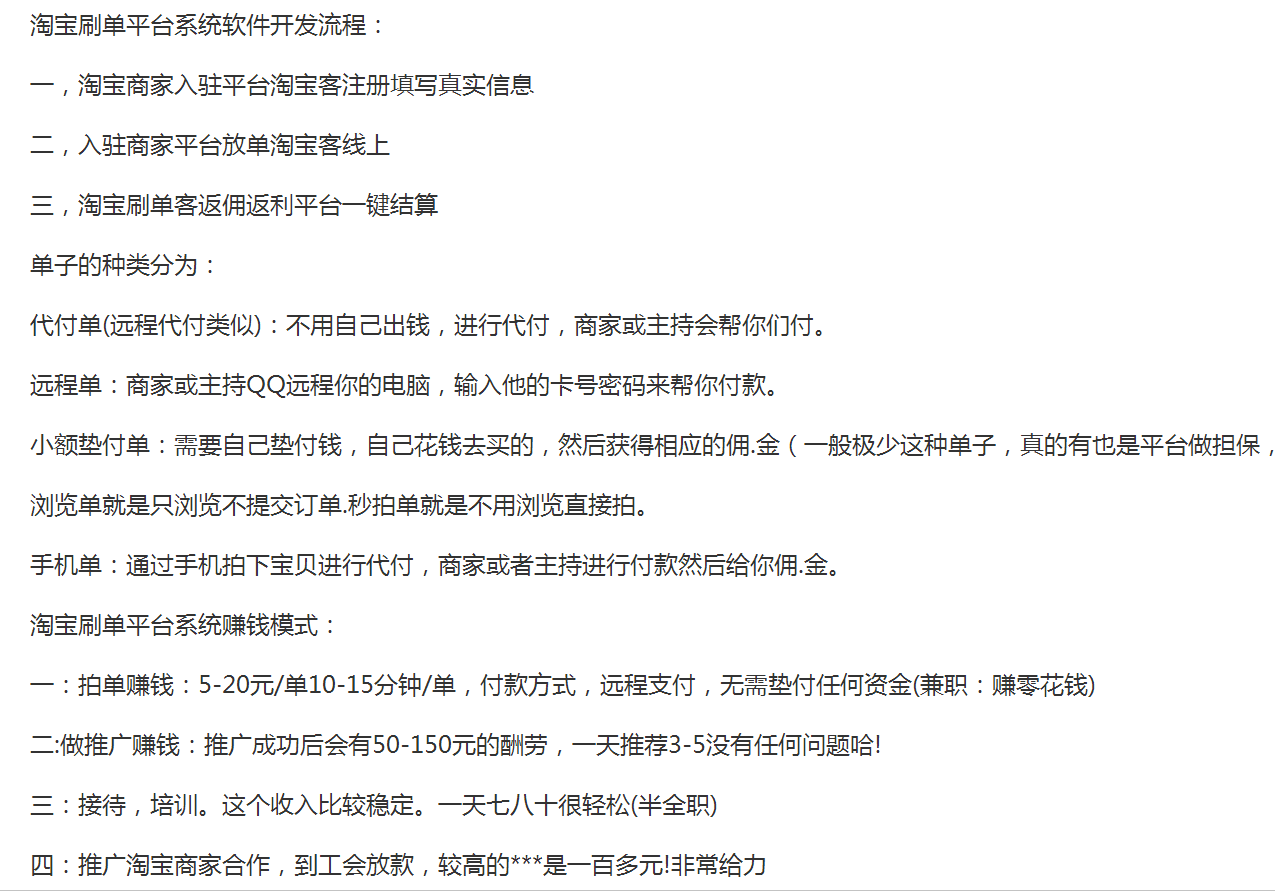 淘宝刷单平台系统软件开发流程：
一，淘宝商家入驻平台淘宝客注册填写真实信息
二，入驻商家平台放单淘宝客线上
三，淘宝刷单客返佣返利平台一键结算
单子的种类分为：
代付单(远程代付类似)：不用自己出钱，进行代付，商家或主持会帮你们付。
远程单：商家或主持QQ远程你的电脑，输入他的卡号密码来帮你付款。
小额垫付单：需要自己垫付钱，自己花钱去买的，然后获得相应的佣.金（一般极少这种单子，真的有也是平台做担保，
浏览单就是只浏览不提交订单.秒拍单就是不用浏览直接拍。
手机单：通过手机拍下宝贝进行代付，商家或者主持进行付款然后给你佣.金。
淘宝刷单平台系统赚钱模式：
一：拍单赚钱：5-20元/单10-15分钟/单，付款方式，远程支付，无需垫付任何资金(兼职：赚零花钱)
二:做推广赚钱：推广成功后会有50-150元的酬劳，一天推荐3-5没有任何问题哈!
三：接待，培训。这个收入比较稳定。一天七八十很轻松(半全职)
四：推广淘宝商家合作，到工会放款，较高的***是一百多元!非常给力